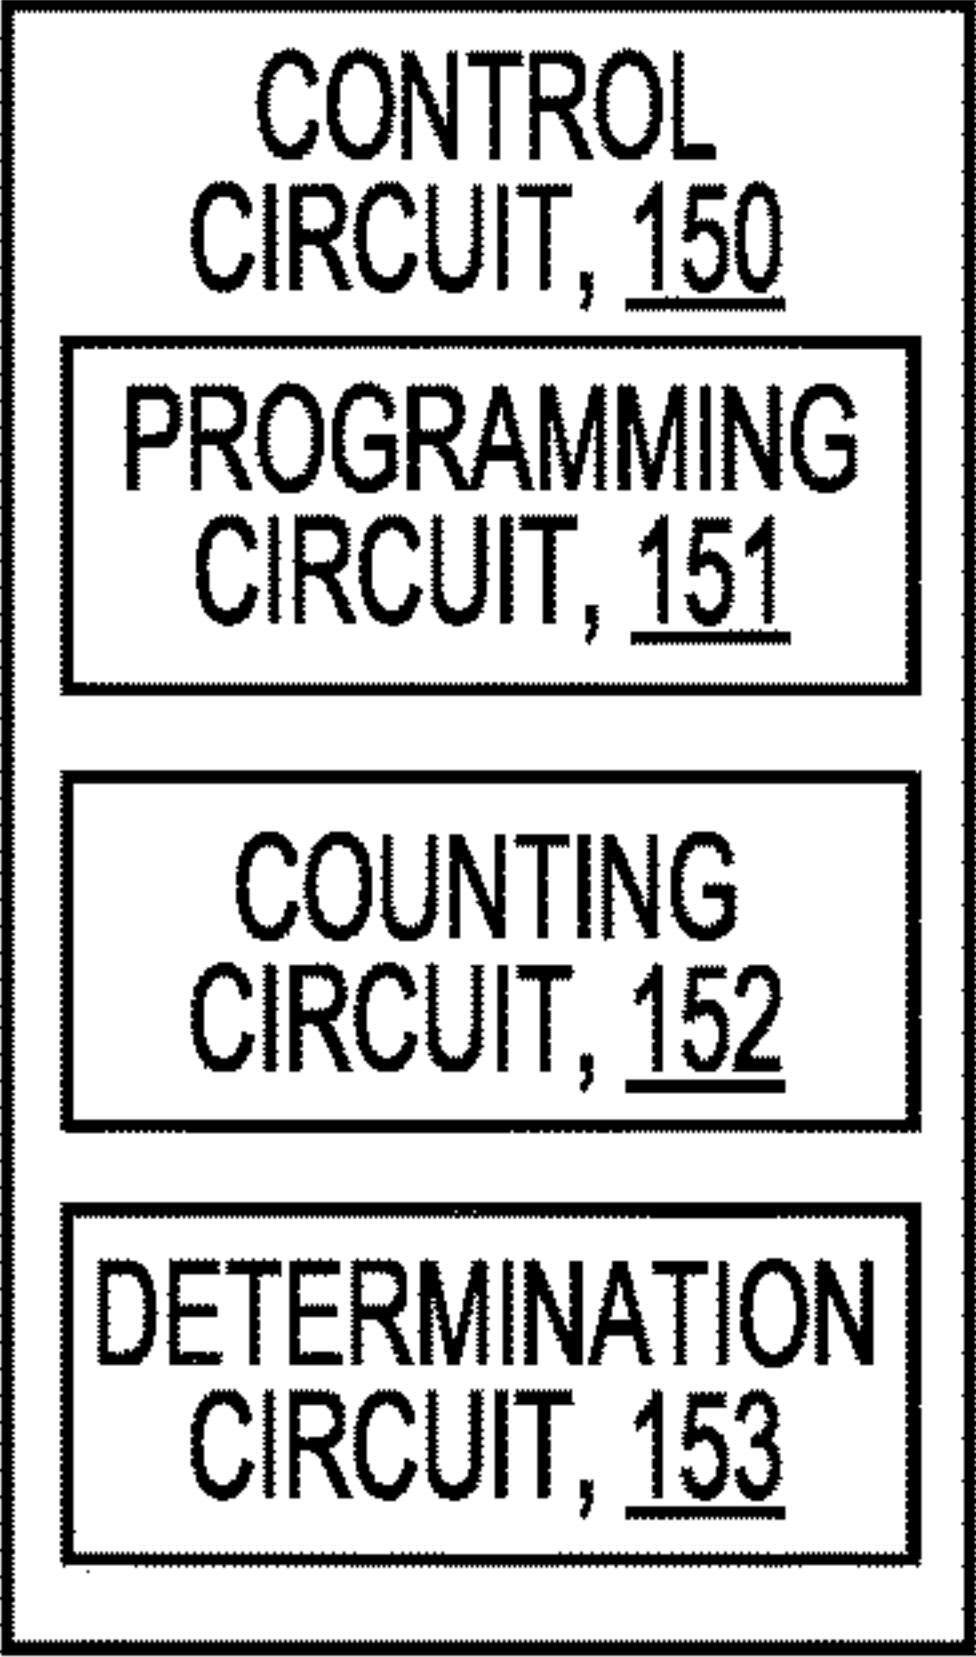 CONTROL
CIRCUIT, 150
PROGRAMMING
CIRCUIT, 151
COUNTING
CIRCUIT, 152
DETERMINATION
CIRCUIT, 153